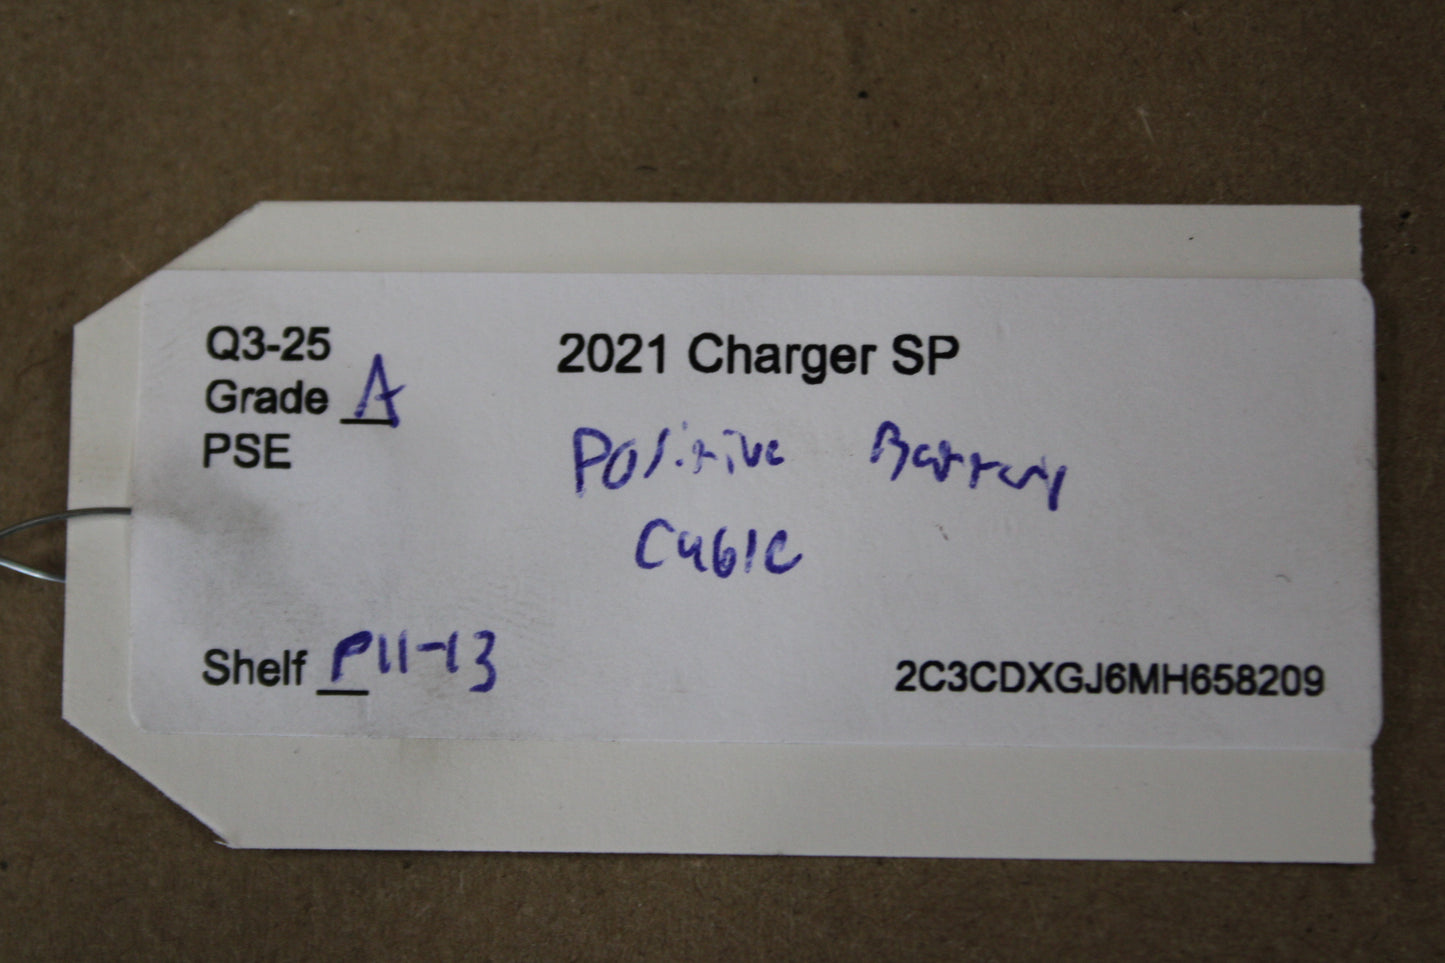 Q3-25
2021 Charger SP
Grade A
PSE
Positive Battery
Cable
Shelf P11-13
2C3CDXGJ6MH658209